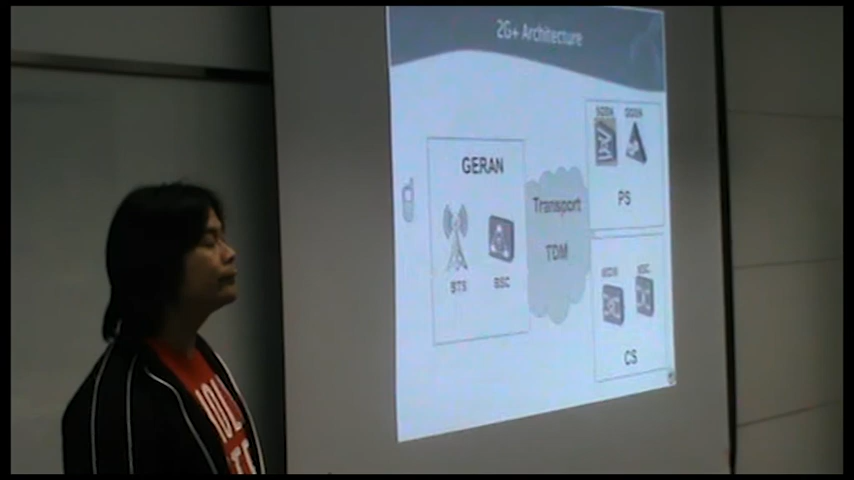 2G+ Architecture
GERAN
BTS
BSC
Transport
TDM
PS
CS